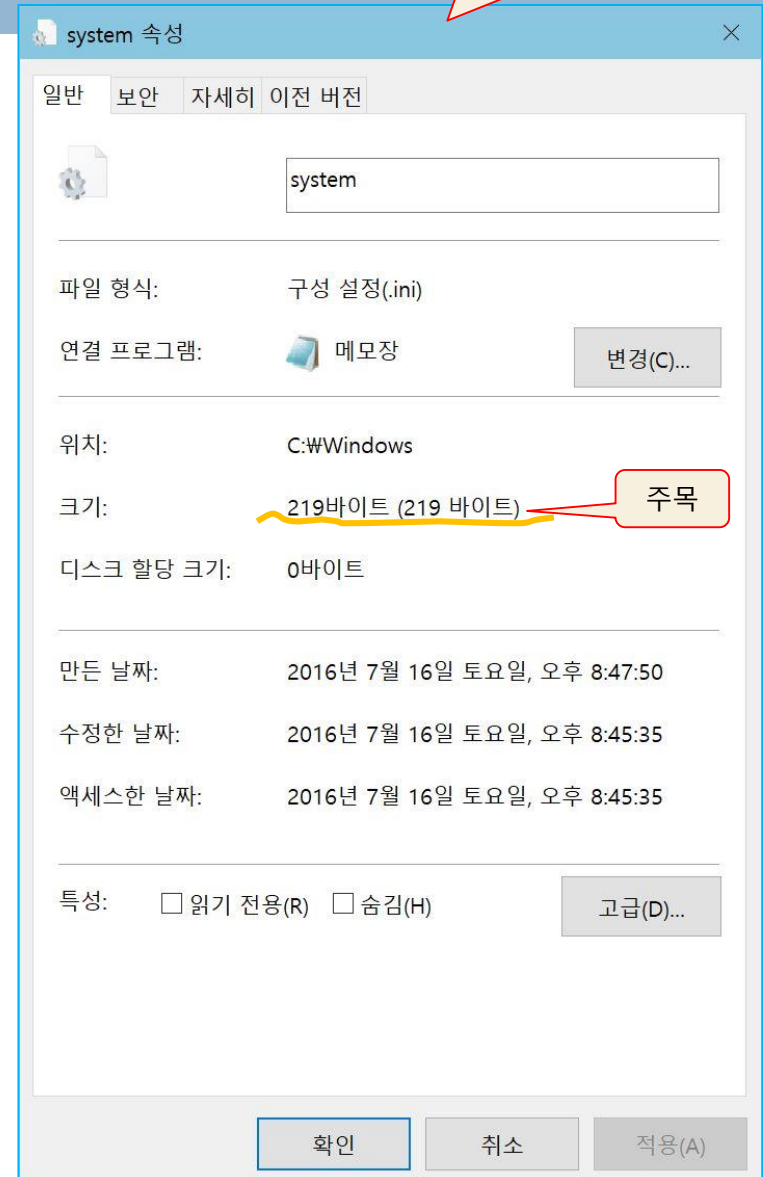 system 속성
일반 보안 자세히 이전 버전
system
파일 형식: 구성 설정(.ini)
연결 프로그램: 메모장 변경(C)...
위치: C:₩Windows
크기: 219바이트 (219 바이트) 주목
디스크 할당 크기: 0바이트
만든 날짜: 2016년 7월 16일 토요일, 오후 8:47:50
수정한 날짜: 2016년 7월 16일 토요일, 오후 8:45:35
액세스한 날짜: 2016년 7월 16일 토요일, 오후 8:45:35
특성: 읽기 전용(R) 숨김(H) 고급(D)...
확인 취소 적용(A)